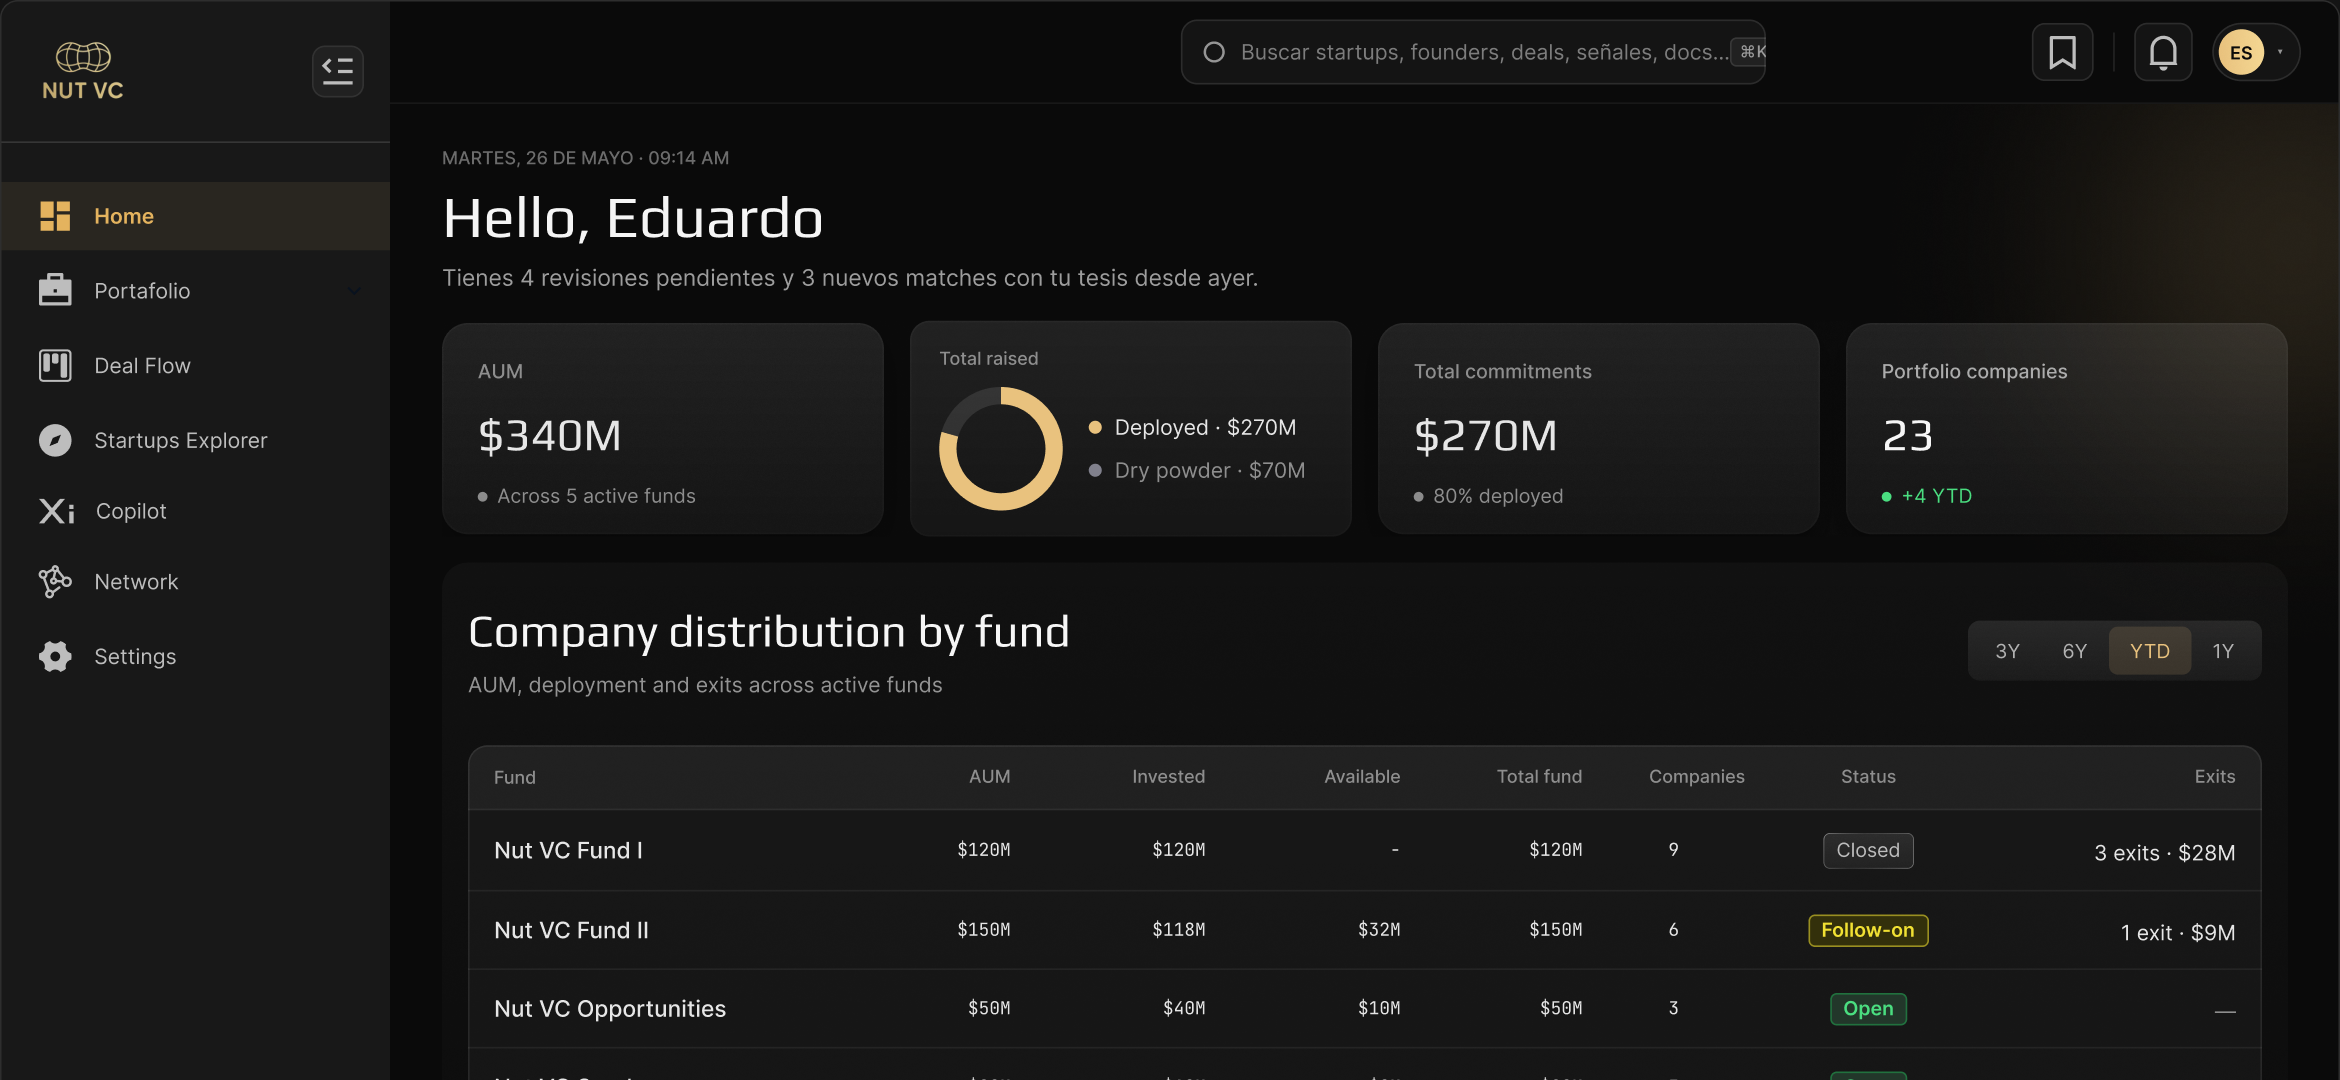 NUT VC
Buscar startups, founders, deals, señales, docs... ⌘K
ES
Home
Portafolio
Deal Flow
Startups Explorer
Xi Copilot
Network
Settings
MARTES, 26 DE MAYO · 09:14 AM
Hello, Eduardo
Tienes 4 revisiones pendientes y 3 nuevos matches con tu tesis desde ayer.
AUM
$340M
Across 5 active funds
Total raised
Deployed · $270M
Dry powder · $70M
Total commitments
$270M
80% deployed
Portfolio companies
23
+4 YTD
Company distribution by fund
AUM, deployment and exits across active funds
3Y 6Y YTD 1Y
Fund AUM Invested Available Total fund Companies Status Exits
Nut VC Fund I $120M $120M - $120M 9 Closed 3 exits · $28M
Nut VC Fund II $150M $118M $32M $150M 6 Follow-on 1 exit · $9M
Nut VC Opportunities $50M $40M $10M $50M 3 Open —